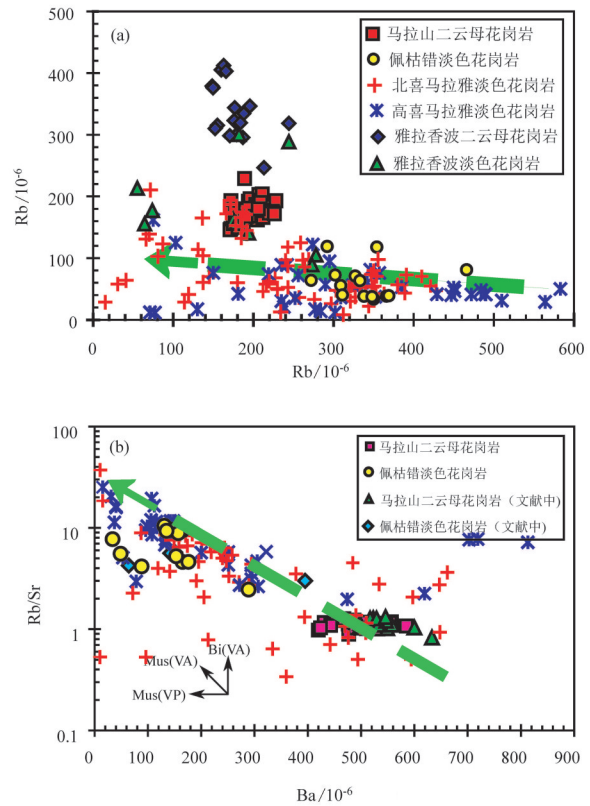 (a)
500
400
300
200
100
0
Rb/10⁻⁶
马拉山二云母花岗岩
佩枯错淡色花岗岩
北喜马拉雅淡色花岗岩
高喜马拉雅淡色花岗岩
雅拉香波二云母花岗岩
雅拉香波淡色花岗岩
0 100 200 300 400 500 600
Rb/10⁻⁶
(b)
100
10
1
0.1
Rb/Sr
马拉山二云母花岗岩
佩枯错淡色花岗岩
马拉山二云母花岗岩（文献中）
佩枯错淡色花岗岩（文献中）
Bi(VA)
Mus(VA)
Mus(VP)
0 100 200 300 400 500 600 700 800 900
Ba/10⁻⁶